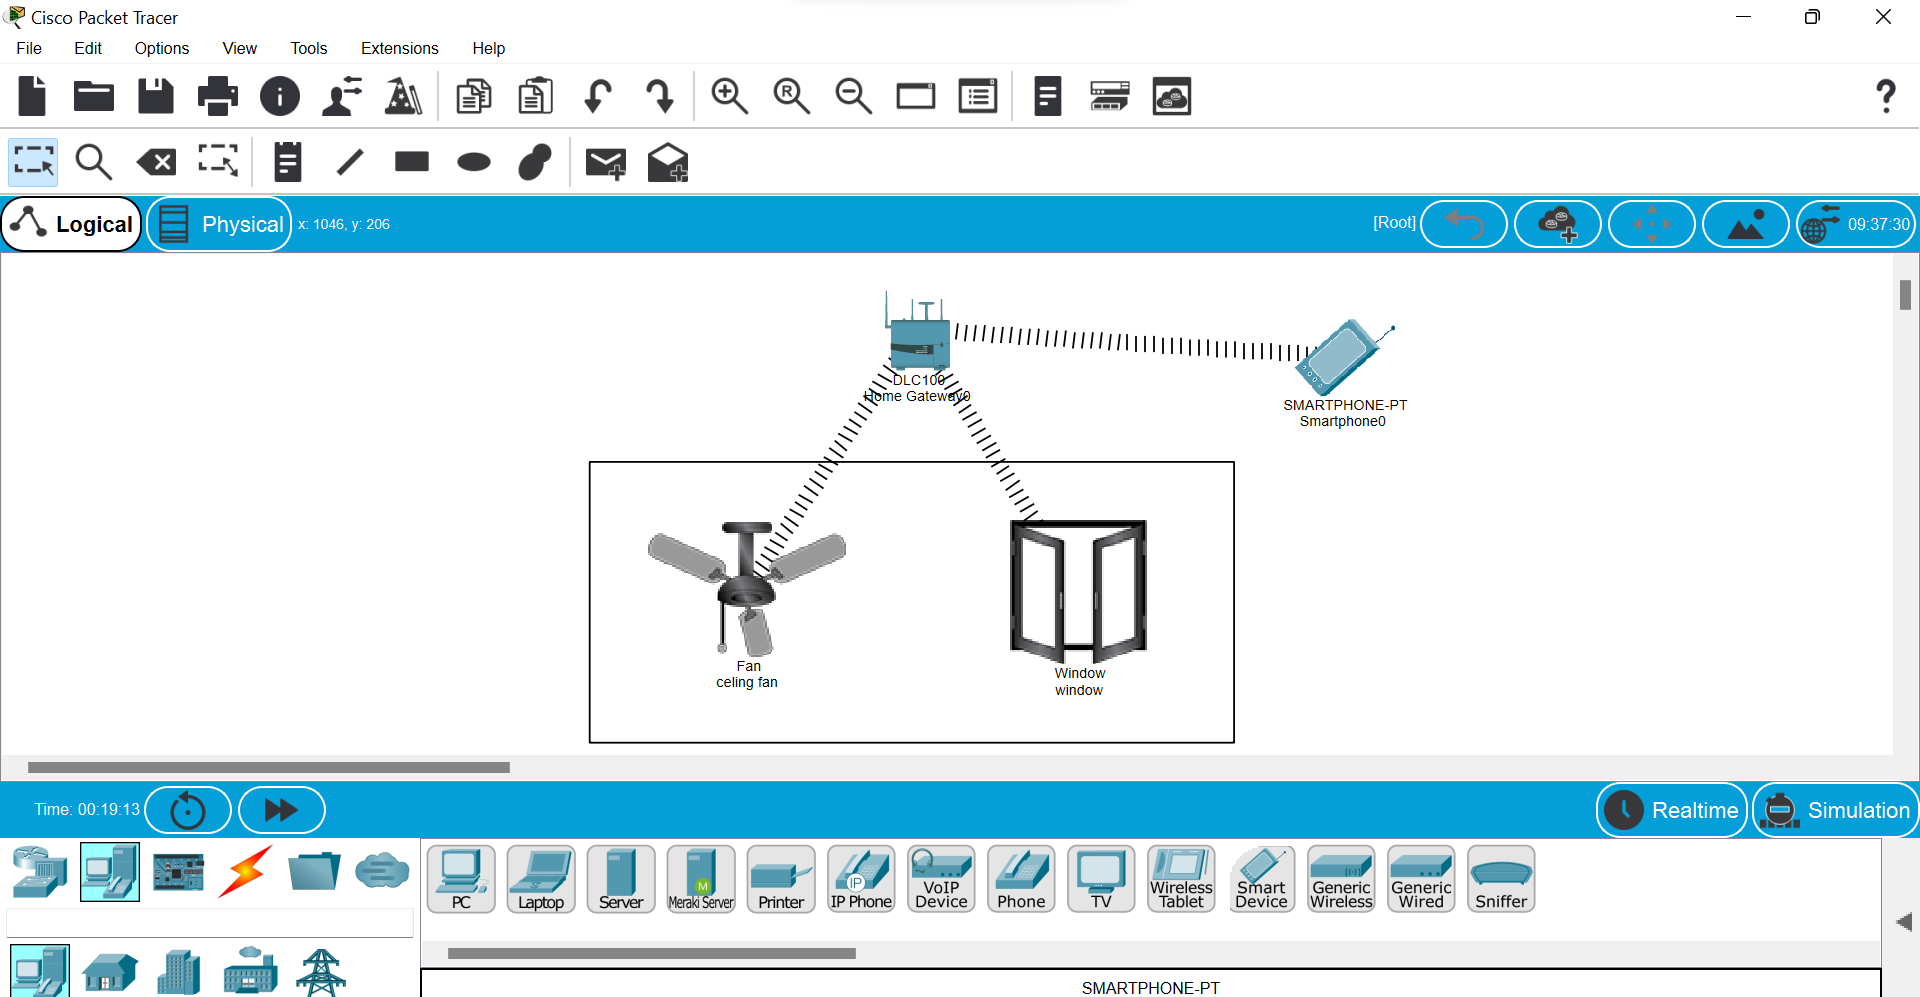 Cisco Packet Tracer
File Edit Options View Tools Extensions Help
R
?
Logical Physical x: 1046, y: 206 [Root] 09:37:30
DLC100
Home Gateway0
SMARTPHONE-PT
Smartphone0
Fan
celing fan
Window
window
Time: 00:19:13 Realtime Simulation
PC Laptop Server M Meraki Server Printer IP IP Phone VoIP Device Phone TV Wireless Tablet Smart Device Generic Wireless Generic Wired Sniffer
SMARTPHONE-PT